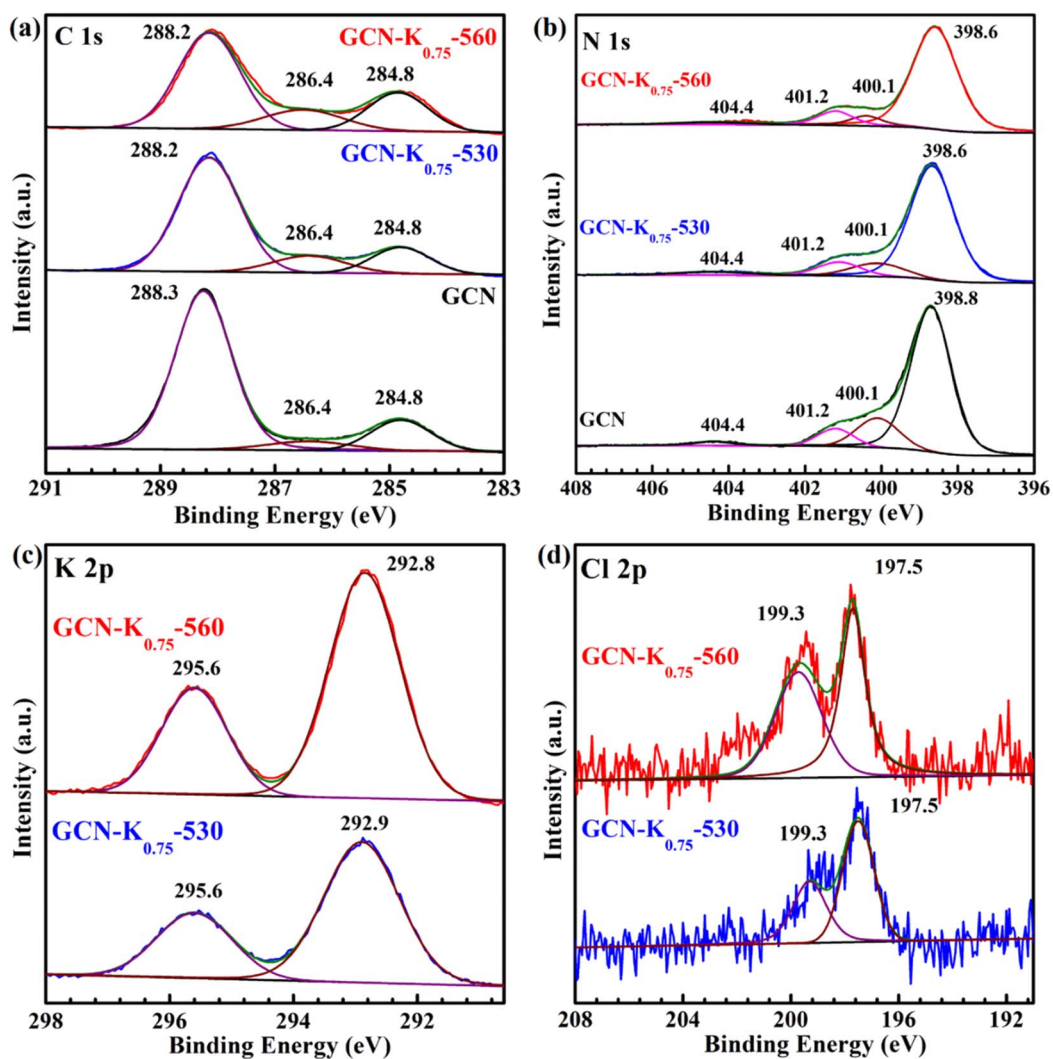 (a) C 1s
GCN-K0.75-560
288.2
286.4
284.8
GCN-K0.75-530
288.2
286.4
284.8
GCN
288.3
286.4
284.8
Intensity (a.u.)
291 289 287 285 283
Binding Energy (eV)
(b) N 1s
398.6
GCN-K0.75-560
404.4
401.2
400.1
GCN-K0.75-530
398.6
404.4
401.2
400.1
398.8
GCN
404.4
401.2
400.1
Intensity (a.u.)
408 406 404 402 400 398 396
Binding Energy (eV)
(c) K 2p
292.8
GCN-K0.75-560
295.6
GCN-K0.75-530
292.9
295.6
Intensity (a.u.)
298 296 294 292
Binding Energy (eV)
(d) Cl 2p
197.5
199.3
GCN-K0.75-560
197.5
GCN-K0.75-530
199.3
Intensity (a.u.)
208 204 200 196 192
Binding Energy (eV)